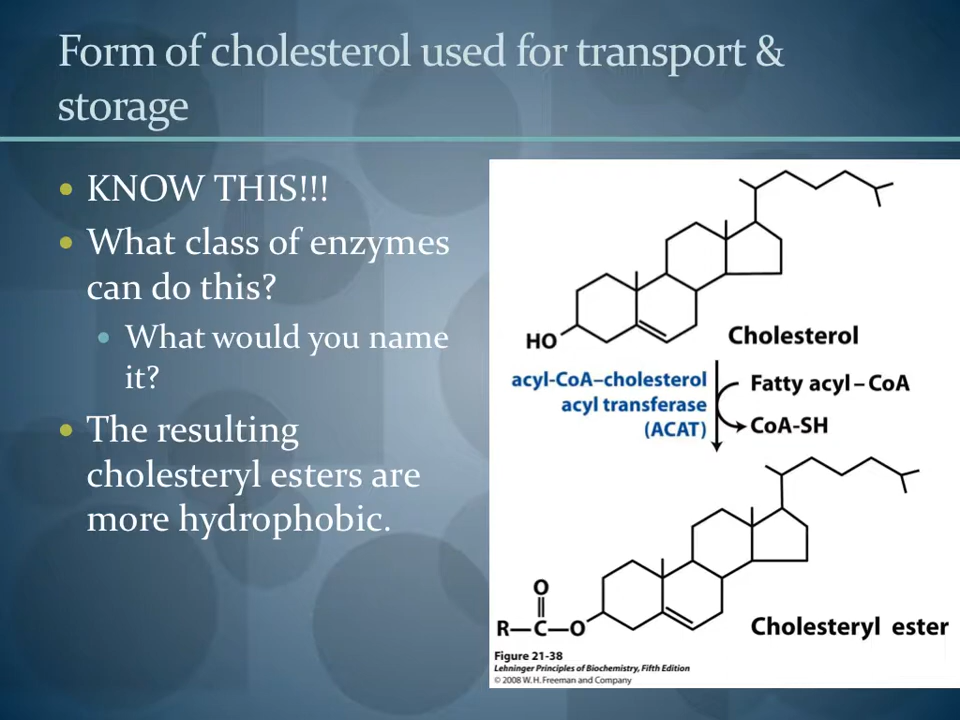 Form of cholesterol used for transport &
storage
• KNOW THIS!!!
• What class of enzymes
can do this?
• What would you name
it?
• The resulting
cholesteryl esters are
more hydrophobic.
HO
Cholesterol
acyl-CoA–cholesterol
acyl transferase
(ACAT)
Fatty acyl–CoA
CoA-SH
O
R—C—O
Cholesteryl ester
Figure 21-38
Lehninger Principles of Biochemistry, Fifth Edition
© 2008 W. H. Freeman and Company